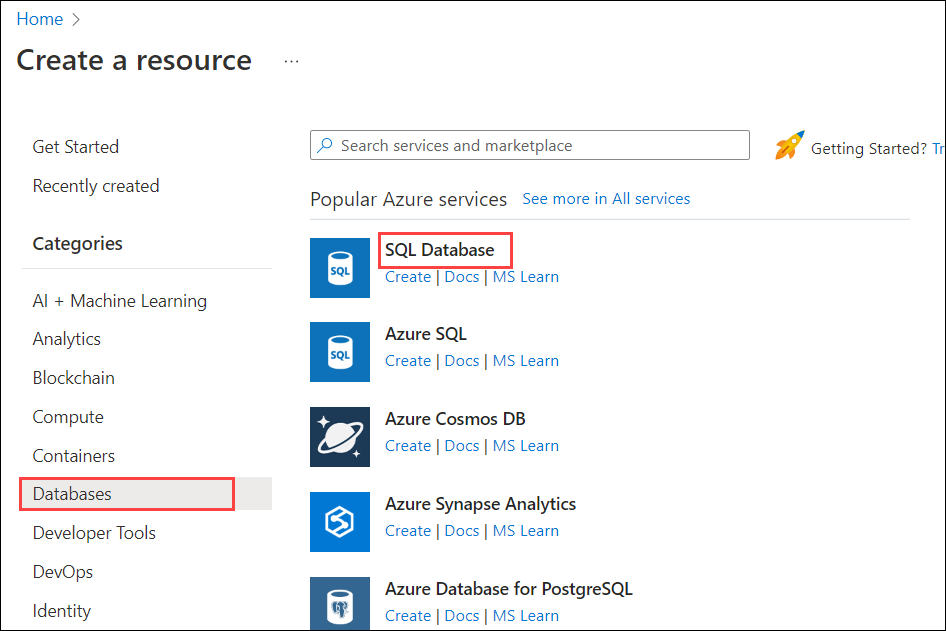 Home >
Create a resource ...
Get Started
Recently created
Categories
AI + Machine Learning
Analytics
Blockchain
Compute
Containers
Databases
Developer Tools
DevOps
Identity
Search services and marketplace
Getting Started? Tr
Popular Azure services See more in All services
SQL
SQL Database
Create | Docs | MS Learn
SQL
Azure SQL
Create | Docs | MS Learn
Azure Cosmos DB
Create | Docs | MS Learn
Azure Synapse Analytics
Create | Docs | MS Learn
Azure Database for PostgreSQL
Create | Docs | MS Learn